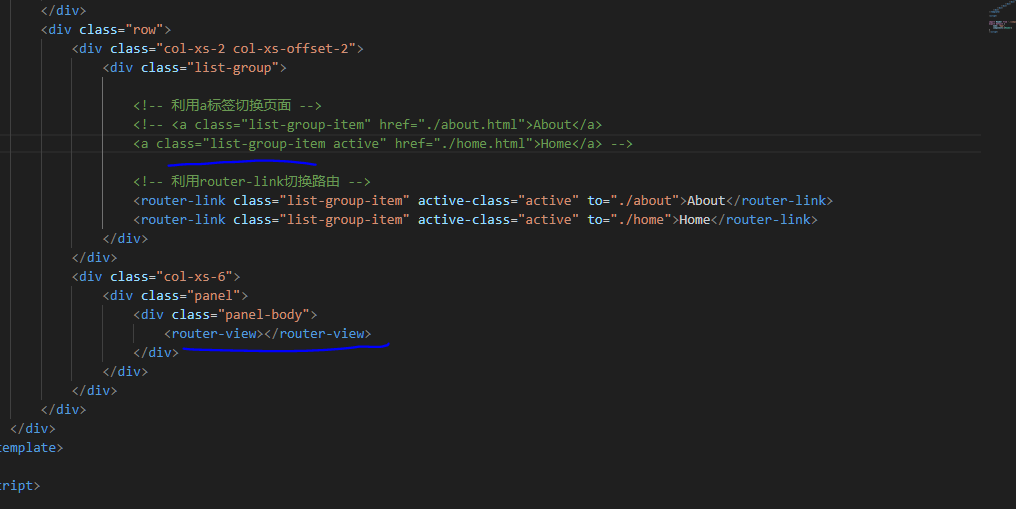 </div>
<div class="row">
<div class="col-xs-2 col-xs-offset-2">
<div class="list-group">
<!-- 利用a标签切换页面 -->
<!-- <a class="list-group-item" href="./about.html">About</a>
<a class="list-group-item active" href="./home.html">Home</a> -->
<!-- 利用router-link切换路由 -->
<router-link class="list-group-item" active-class="active" to="./about">About</router-link>
<router-link class="list-group-item" active-class="active" to="./home">Home</router-link>
</div>
</div>
<div class="col-xs-6">
<div class="panel">
<div class="panel-body">
<router-view></router-view>
</div>
</div>
</div>
</div>
</div>
template>
ript>